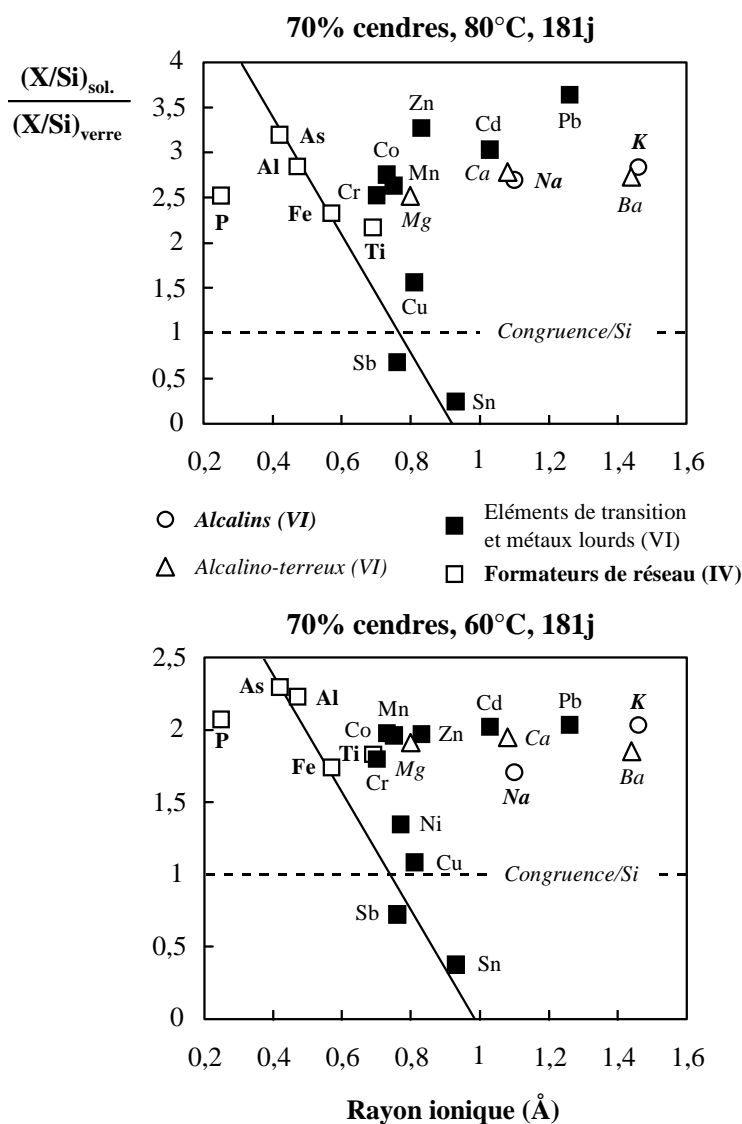 70% cendres, 80°C, 181j
(X/Si)sol.
(X/Si)verre
4
3,5
3
2,5
2
1,5
1
0,5
0
Zn
Pb
As
Cd
Co
K
Al
Ca
Mn
Cr
Na
P
Fe
Mg
Ba
Ti
Cu
Congruence/Si
Sb
Sn
0,2 0,4 0,6 0,8 1 1,2 1,4 1,6
Alcalins (VI)
Eléments de transition
et métaux lourds (VI)
Alcalino-terreux (VI)
Formateurs de réseau (IV)
70% cendres, 60°C, 181j
2,5
2
1,5
1
0,5
0
As
Al
Mn
Cd
Pb
K
P
Co
Zn
Ca
Ti
Fe
Mg
Cr
Na
Ba
Ni
Cu
Congruence/Si
Sb
Sn
0,2 0,4 0,6 0,8 1 1,2 1,4 1,6
Rayon ionique (Å)